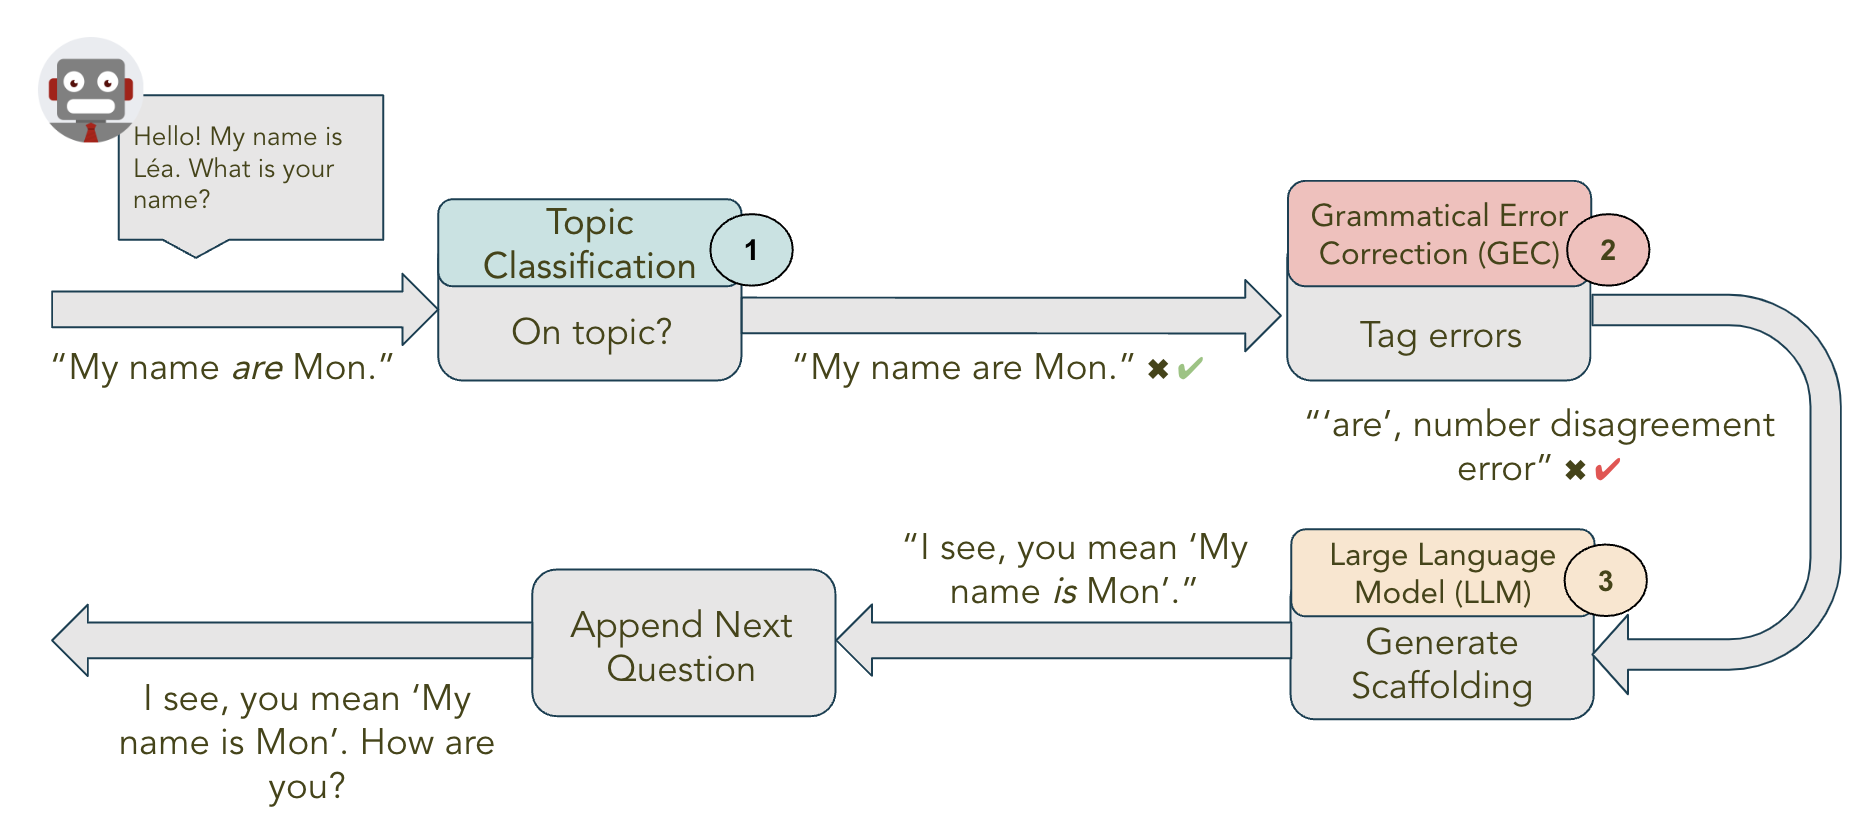 Hello! My name is
Léa. What is your
name?
Topic
Classification
1
On topic?
“My name are Mon.”
“My name are Mon.” ✖ ✔
Grammatical Error
Correction (GEC)
2
Tag errors
“‘are’, number disagreement
error” ✖ ✔
Large Language
Model (LLM)
3
Generate
Scaffolding
“I see, you mean ‘My
name is Mon’.”
Append Next
Question
I see, you mean ‘My
name is Mon’. How are
you?